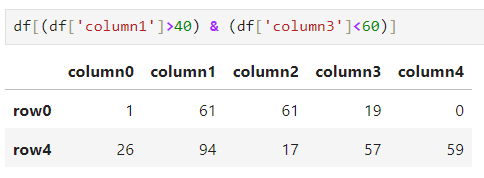 df[(df['column1']>40) & (df['column3']<60)]
column0 column1 column2 column3 column4
row0 1 61 61 19 0
row4 26 94 17 57 59